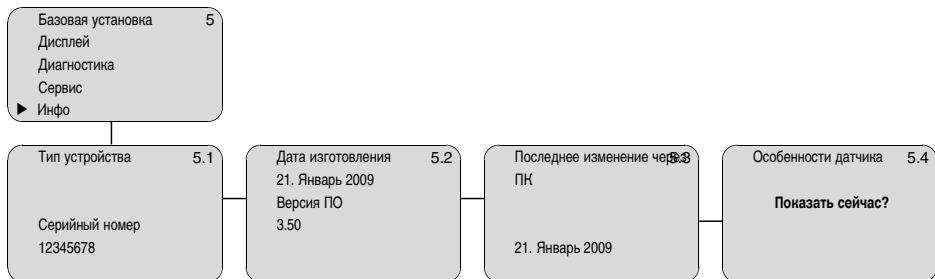 Базовая установка 5
Дисплей
Диагностика
Сервис
▶ Инфо
Тип устройства 5.1
Серийный номер
12345678
Дата изготовления 5.2
21. Январь 2009
Версия ПО
3.50
Последнее изменение через 5.3
ПК
21. Январь 2009
Особенности датчика 5.4
Показать сейчас?